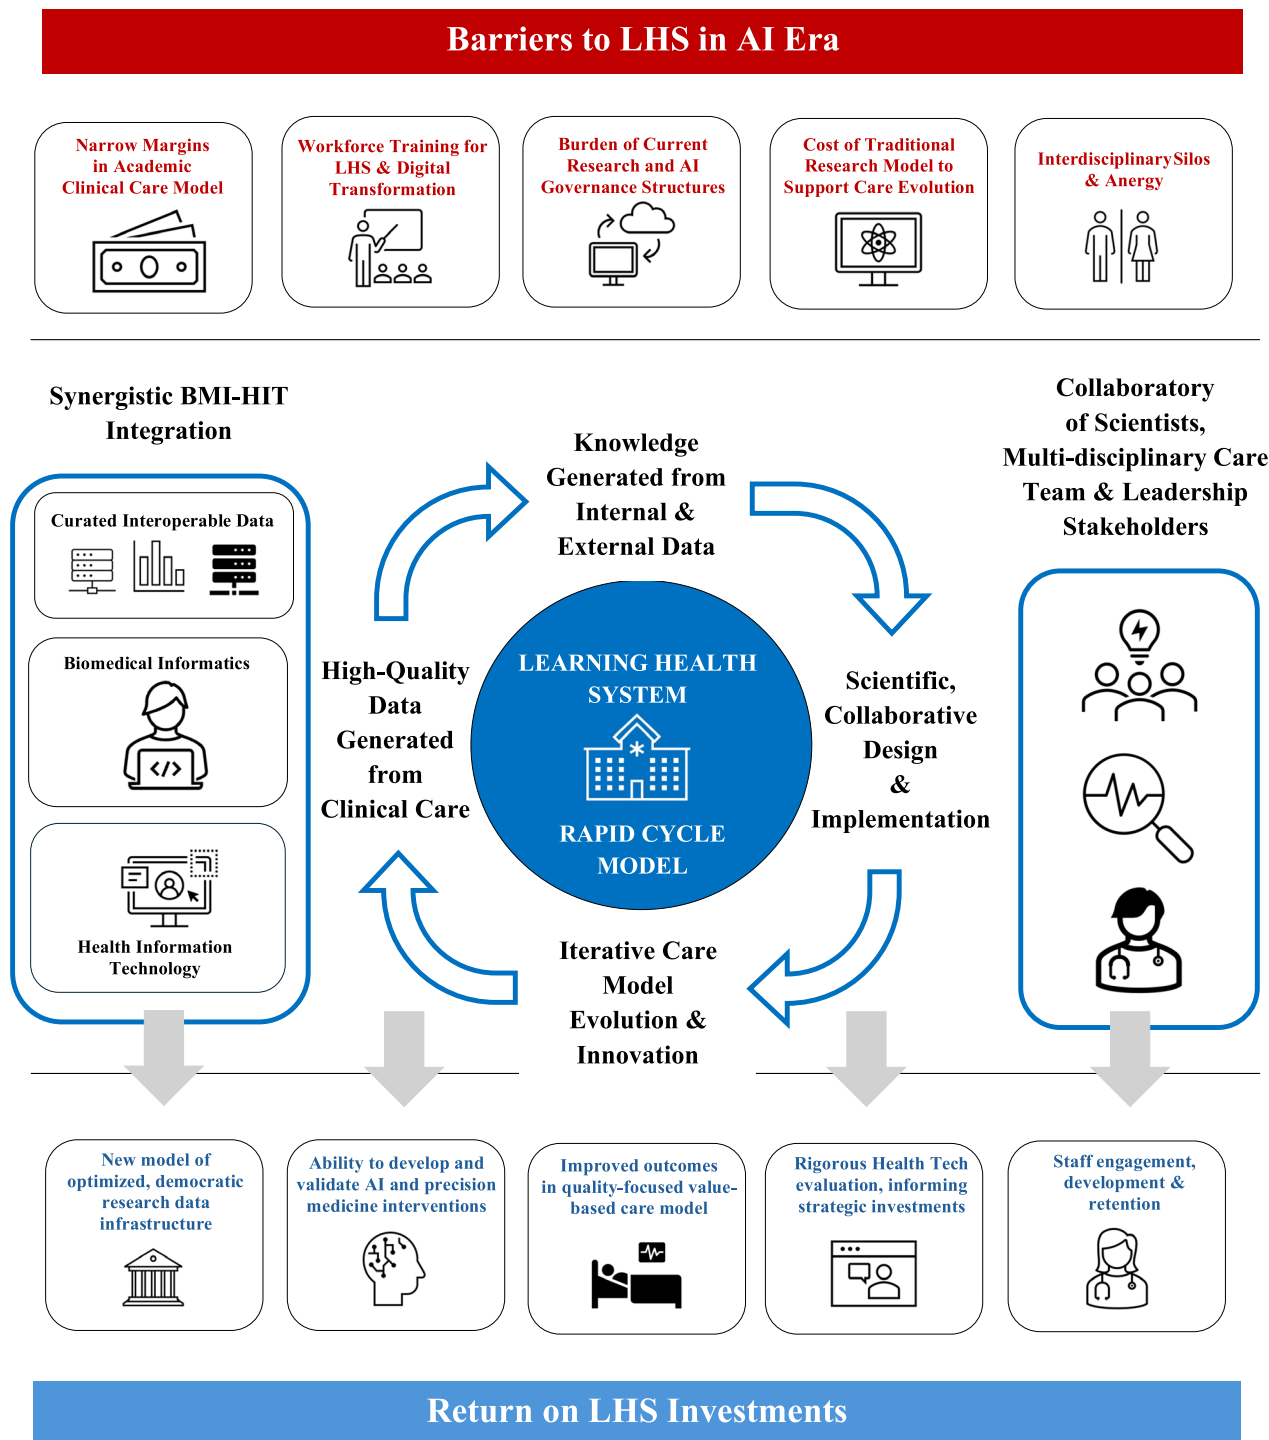 Barriers to LHS in AI Era
Narrow Margins
in Academic
Clinical Care Model
Workforce Training for
LHS & Digital
Transformation
Burden of Current
Research and AI
Governance Structures
Cost of Traditional
Research Model to
Support Care Evolution
Interdisciplinary Silos
& Anergy
Synergistic BMI-HIT
Integration
Curated Interoperable Data
Biomedical Informatics
</>
Health Information
Technology
Knowledge
Generated from
Internal &
External Data
High-Quality
Data
Generated
from
Clinical Care
LEARNING HEALTH
SYSTEM
RAPID CYCLE
MODEL
Scientific,
Collaborative
Design
&
Implementation
Iterative Care
Model
Evolution &
Innovation
Collaboratory
of Scientists,
Multi-disciplinary Care
Team & Leadership
Stakeholders
New model of
optimized, democratic
research data
infrastructure
Ability to develop and
validate AI and precision
medicine interventions
Improved outcomes
in quality-focused value-
based care model
Rigorous Health Tech
evaluation, informing
strategic investments
Staff engagement,
development &
retention
Return on LHS Investments